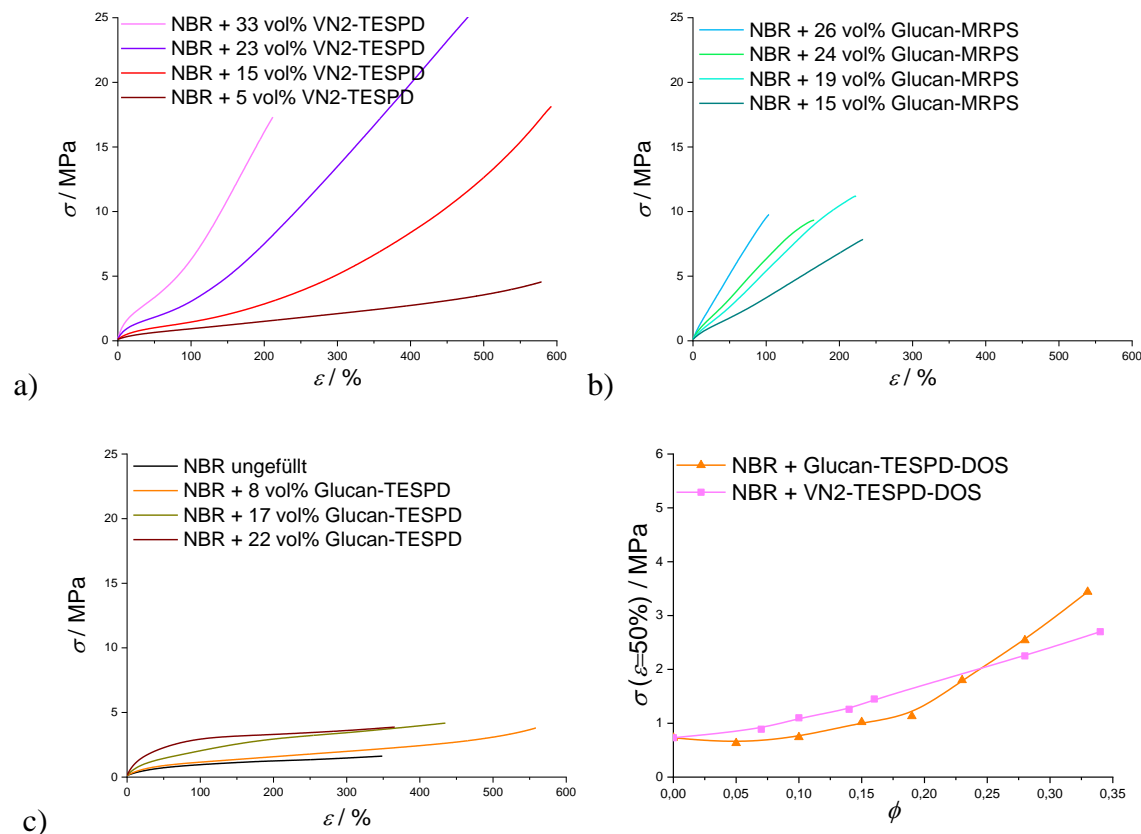 NBR + 33 vol% VN2-TESPD
NBR + 23 vol% VN2-TESPD
NBR + 15 vol% VN2-TESPD
NBR + 5 vol% VN2-TESPD
25
20
15
10
5
0
σ / MPa
0 100 200 300 400 500 600
ε / %
a)
NBR + 26 vol% Glucan-MRPS
NBR + 24 vol% Glucan-MRPS
NBR + 19 vol% Glucan-MRPS
NBR + 15 vol% Glucan-MRPS
25
20
15
10
5
0
σ / MPa
0 100 200 300 400 500 600
ε / %
b)
NBR ungefüllt
NBR + 8 vol% Glucan-TESPD
NBR + 17 vol% Glucan-TESPD
NBR + 22 vol% Glucan-TESPD
25
20
15
10
5
0
σ / MPa
0 100 200 300 400 500 600
ε / %
c)
NBR + Glucan-TESPD-DOS
NBR + VN2-TESPD-DOS
6
5
4
3
2
1
0
σ (ε=50%) / MPa
0,00 0,05 0,10 0,15 0,20 0,25 0,30 0,35
ϕ